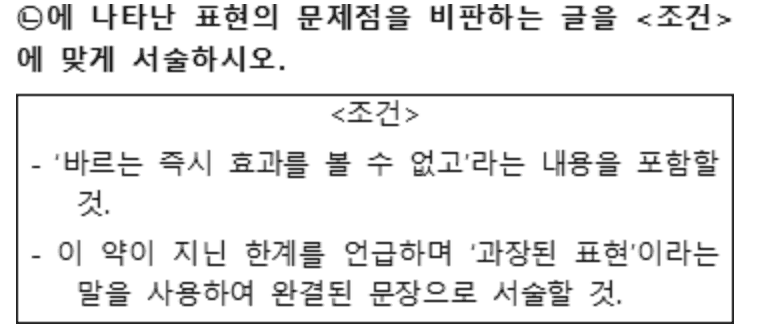 ㉡에 나타난 표현의 문제점을 비판하는 글을 <조건>
에 맞게 서술하시오.
<조건>
- '바르는 즉시 효과를 볼 수 없고'라는 내용을 포함할
것.
- 이 약이 지닌 한계를 언급하며 '과장된 표현'이라는
말을 사용하여 완결된 문장으로 서술할 것.